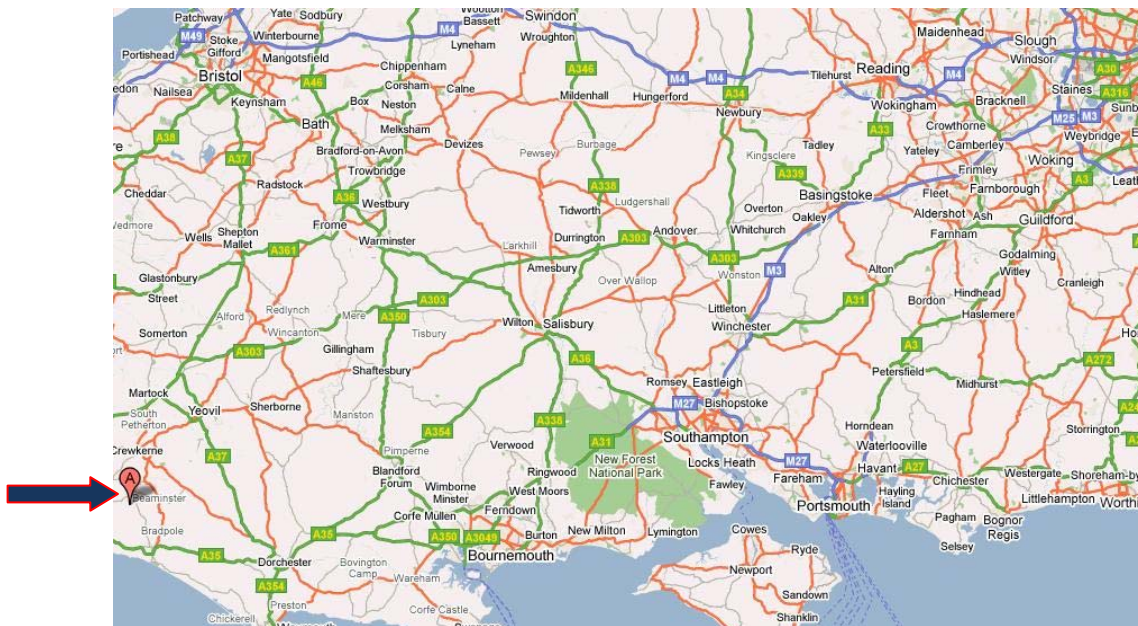 Patchway
Yate
Sodbury
Wootton
Bassett
Swindon
Maidenhead
M49
Stoke
Gifford
Winterbourne
M4
Lyneham
Wroughton
Slough
Portishead
Mangotsfield
Chippenham
Windsor
Bristol
A46
Corsham
Calne
A346
M4
M4
Tilehurst
Reading
M4
A30
Nailsea
Keynsham
Box
Neston
Mildenhall
Hungerford
A34
Wokingham
Bracknell
Staines
A316
Bath
Melksham
Newbury
Crowthorne
M25
M3
A38
Bradford-on-Avon
Devizes
Burbage
A33
Camberley
Weybridge
A37
Trowbridge
Pewsey
Kingsclere
Tadley
Yateley
Woking
Radstock
A339
Frimley
Cheddar
A36
Westbury
A338
Ludgershall
Basingstoke
Fleet
Farnborough
A3
Tidworth
Overton
Oakley
Aldershot
Ash
Guildford
Wells
Shepton
Mallet
Frome
Durrington
A303
Andover
Whitchurch
Farnham
A361
Warminster
Larkhill
A303
Godalming
Glastonbury
Amesbury
Wonston
M3
Alton
Witley
Street
A303
Over Wallop
Hindhead
Cranleigh
Alford
Redlynch
Mere
A350
Littleton
A31
Bordon
Somerton
Wincanton
Tisbury
Wilton
Salisbury
Winchester
Haslemere
A303
Gillingham
A36
A3
A272
Shaftesbury
Romsey
Eastleigh
Petersfield
Midhurst
Martock
Yeovil
Sherborne
M27
Bishopstoke
South
Petherton
Manston
A338
Horndean
Storrington
Crewkerne
A354
Verwood
A31
Southampton
Waterlooville
A37
Pimperne
New Forest
National Park
Locks Heath
M27
Havant
A27
Westergate
Shoreham-by
A
Blandford
Forum
Wimborne
Minster
Ringwood
Fawley
Fareham
Chichester
Beaminster
West Moors
Hayling
Island
Littlehampton
Bradpole
Corfe Mullen
Ferndown
Portsmouth
A35
A350
A3049
Burton
New Milton
Lymington
Cowes
Pagham
Bognor
Regis
A35
Dorchester
Bournemouth
Ryde
Selsey
Bovington
Camp
Wareham
Newport
A354
Preston
Sandown
Corfe Castle
Shanklin
Chickerell